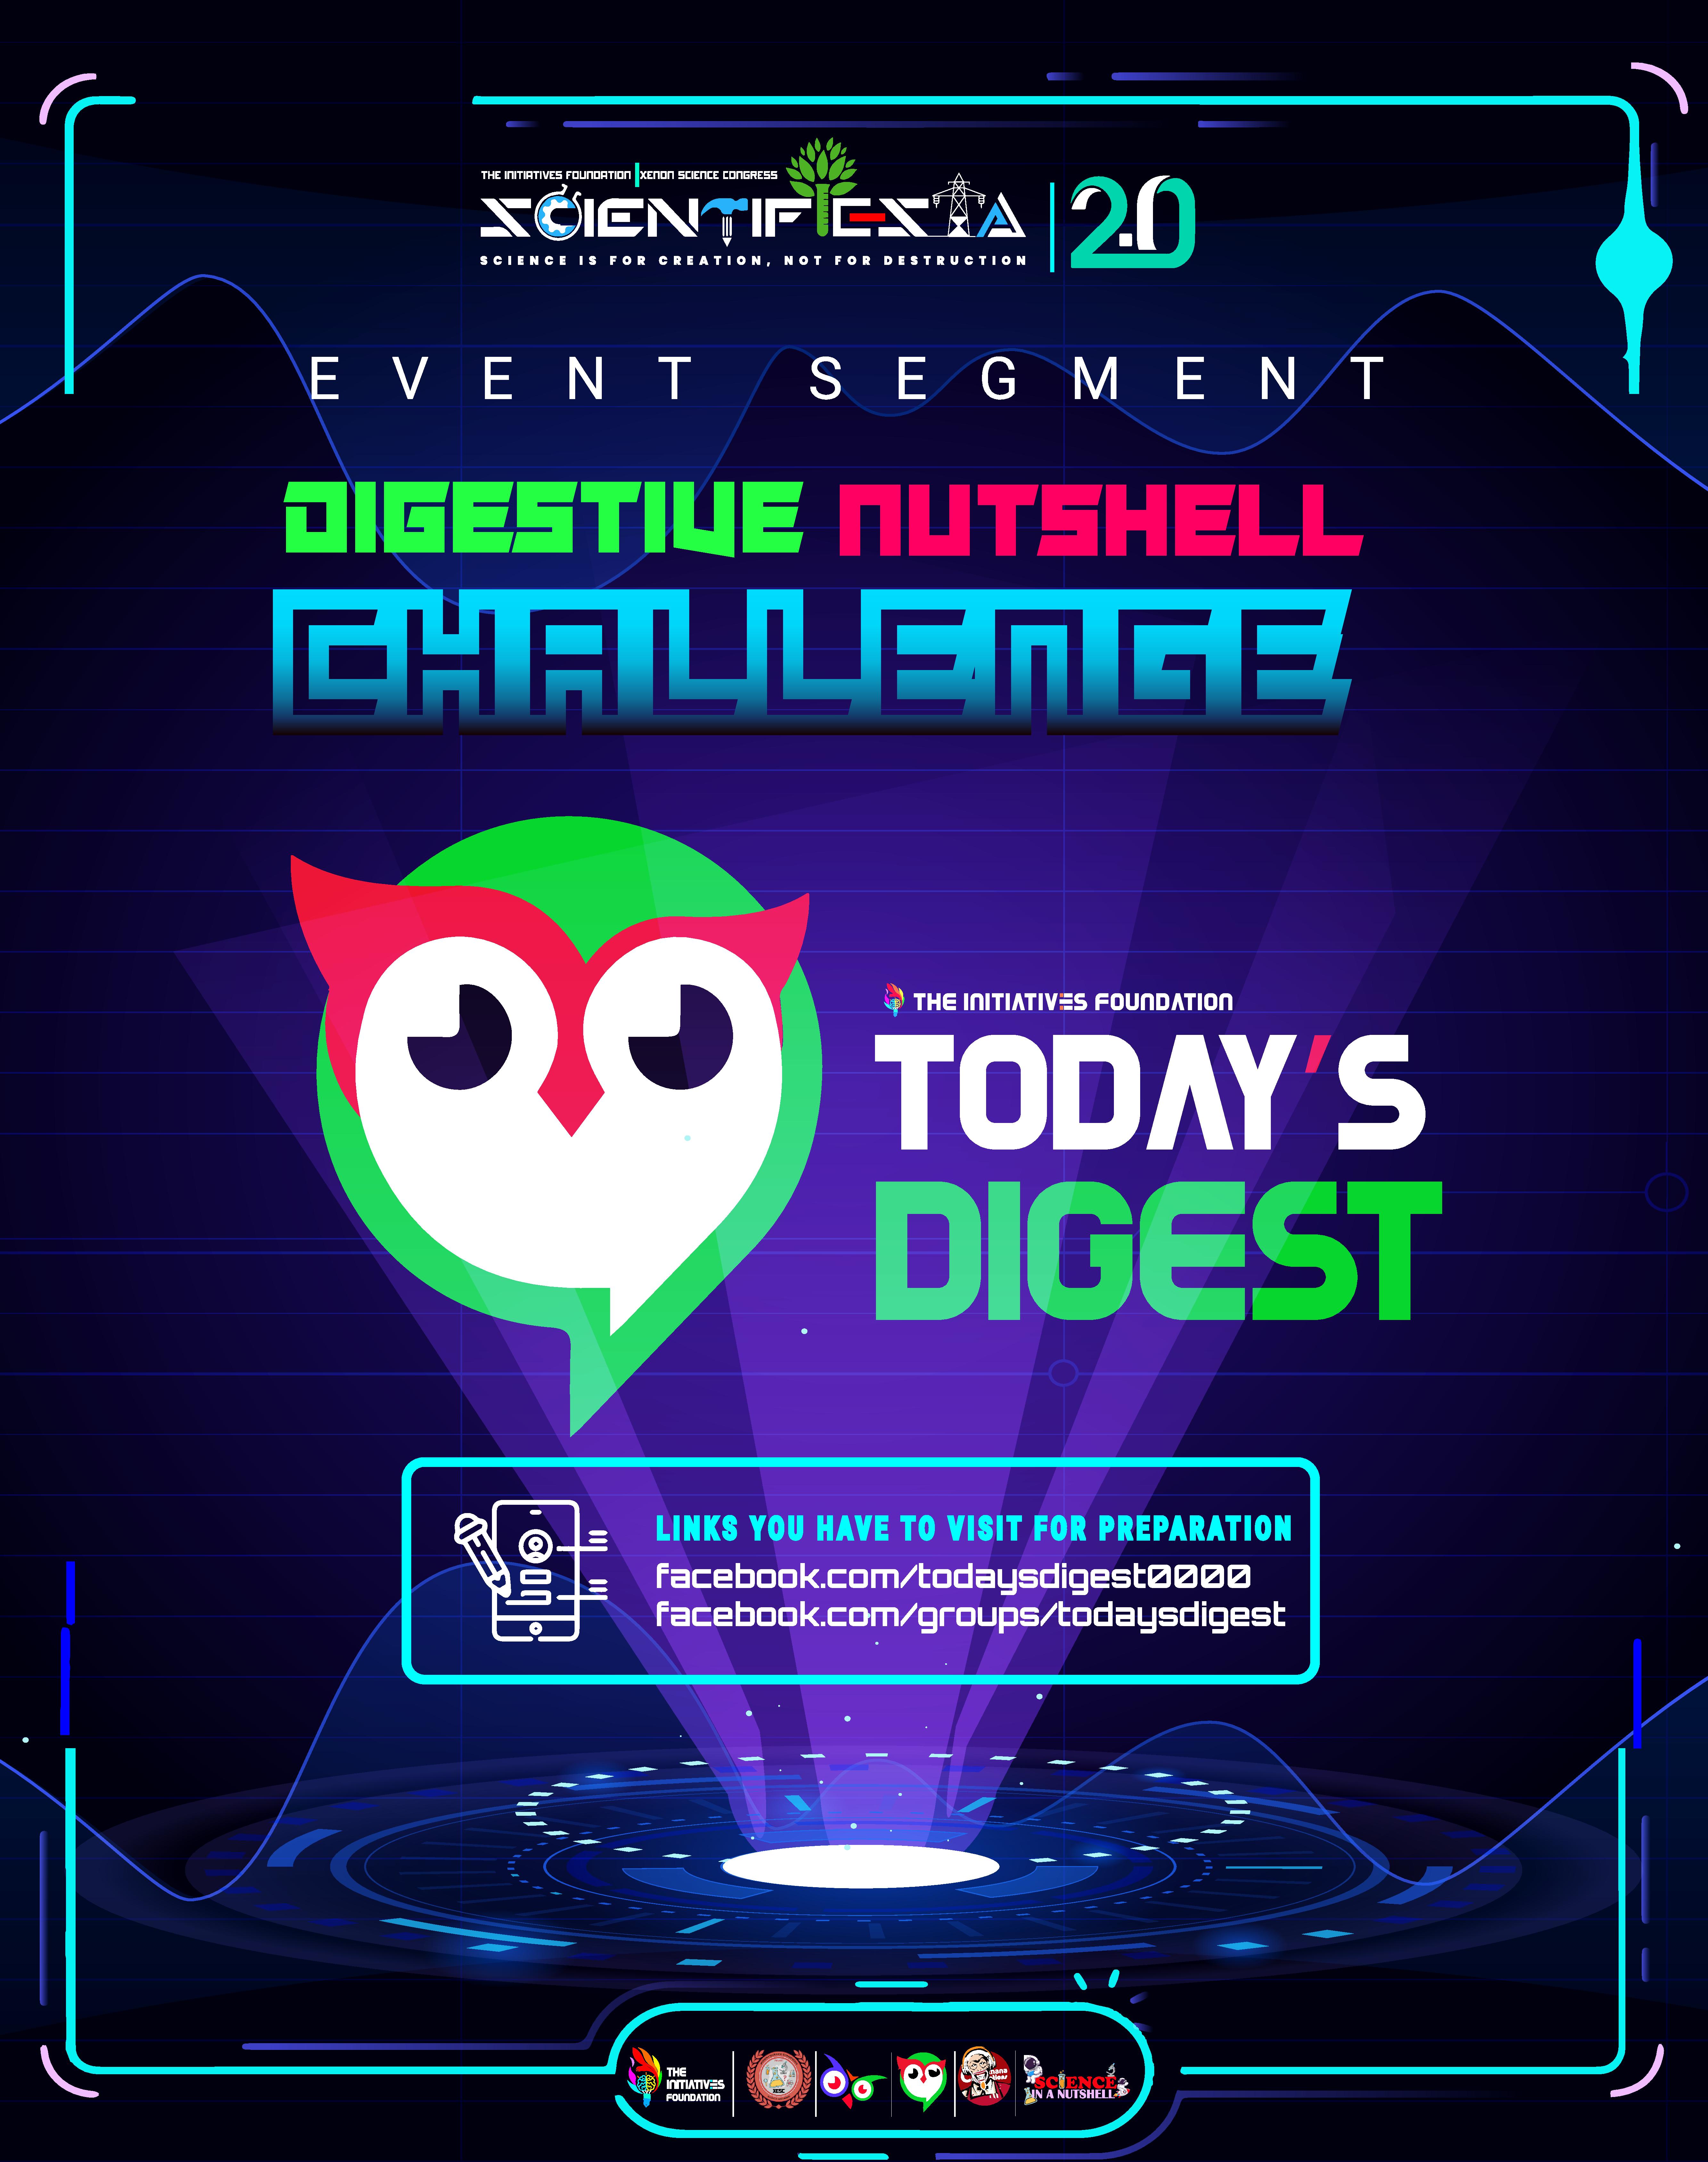 THE INITIATIVES FOUNDATION | XENON SCIENCE CONGRESS
SCIENTIFIESTA | 2.0
SCIENCE IS FOR CREATION, NOT FOR DESTRUCTION
EVENT SEGMENT
DIGESTIVE NUTSHELL
CHALLENGE
THE INITIATIVES FOUNDATION
TODAY'S
DIGEST
LINKS YOU HAVE TO VISIT FOR PREPARATION
facebook.com/todaysdigest0000
facebook.com/groups/todaysdigest
THE
INITIATIVES
FOUNDATION
XESC
SCIENCE
IN A NUTSHELL